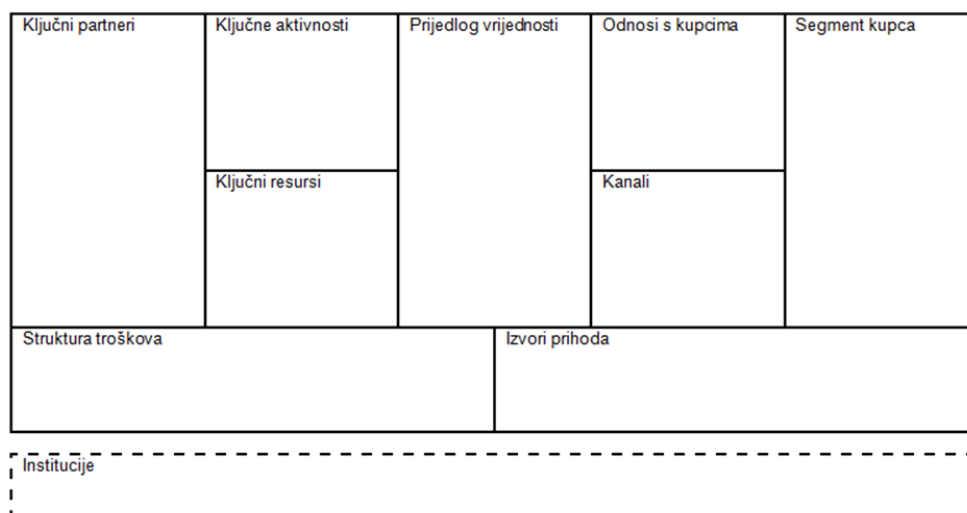 Ključni partneri
Ključne aktivnosti
Prijedlog vrijednosti
Odnosi s kupcima
Segment kupca
Ključni resursi
Kanali
Struktura troškova
Izvori prihoda
Institucije